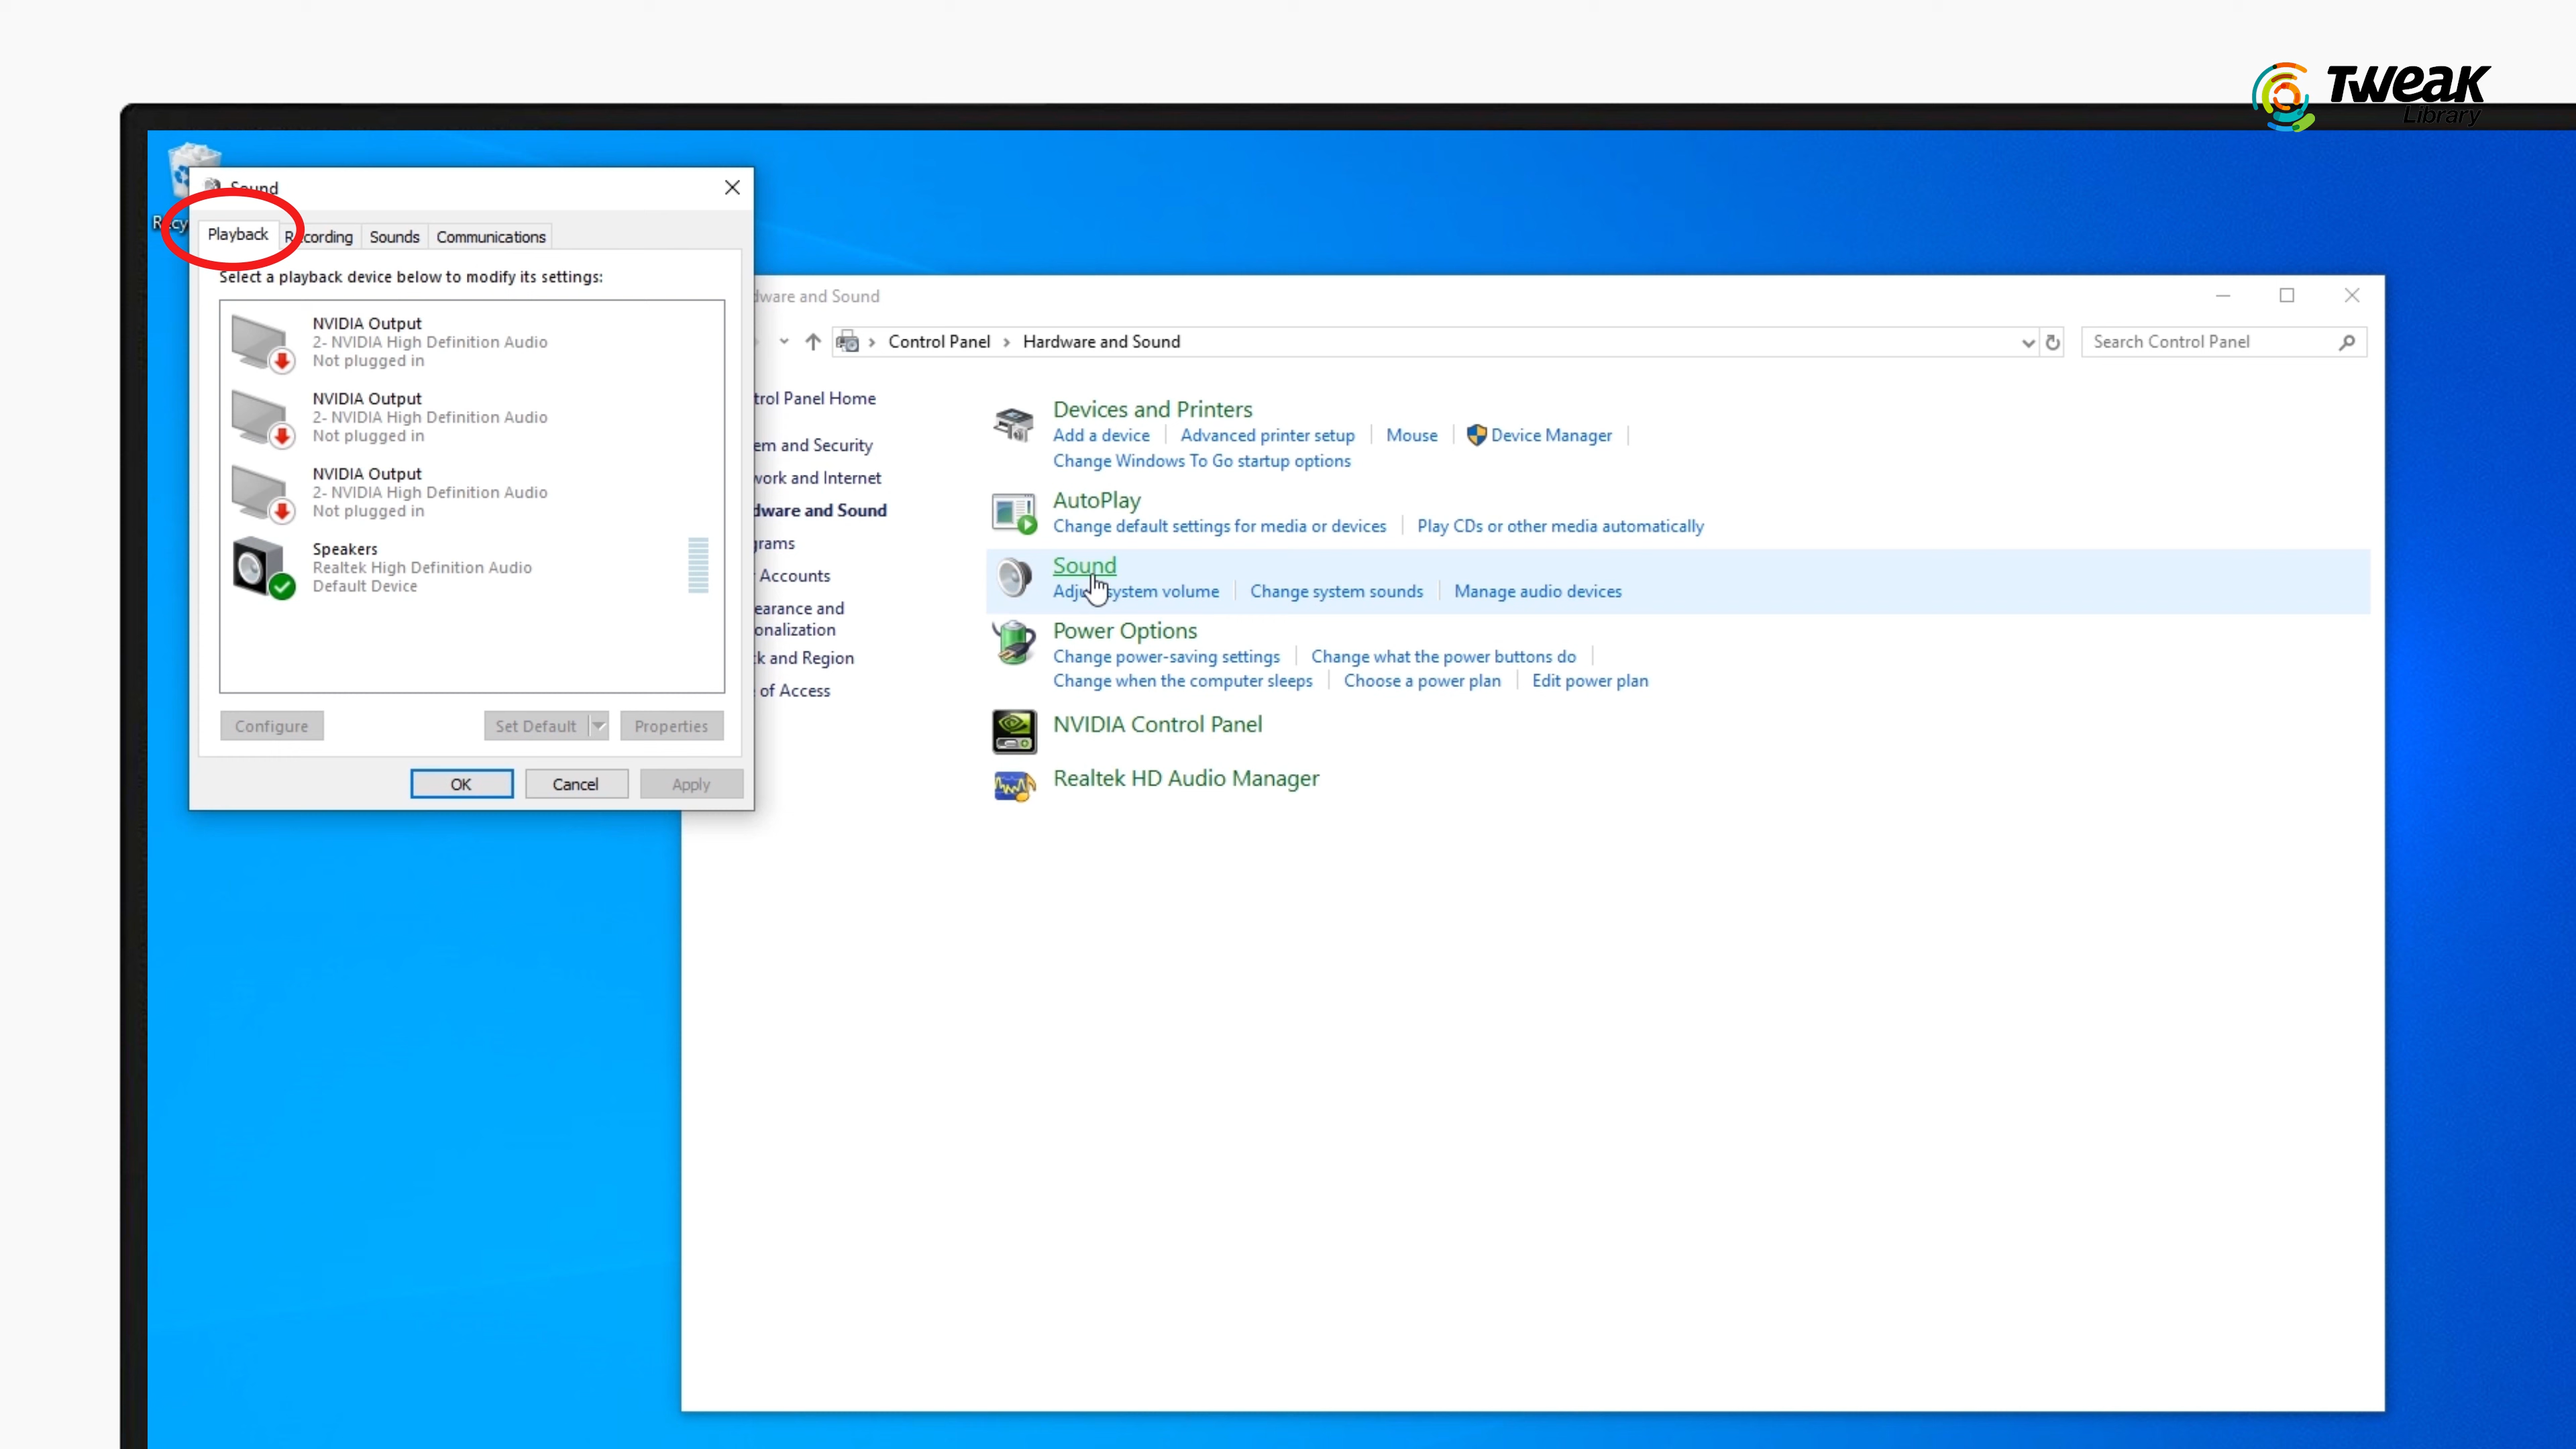 Tweak
Library
Recy
Sound
Playback
Recording
Sounds
Communications
Select a playback device below to modify its settings:
NVIDIA Output
2- NVIDIA High Definition Audio
Not plugged in
NVIDIA Output
2- NVIDIA High Definition Audio
Not plugged in
NVIDIA Output
2- NVIDIA High Definition Audio
Not plugged in
Speakers
Realtek High Definition Audio
Default Device
Configure
Set Default
Properties
OK
Cancel
Apply
dware and Sound
Control Panel
Hardware and Sound
Search Control Panel
trol Panel Home
em and Security
work and Internet
dware and Sound
grams
Accounts
earance and
onalization
k and Region
of Access
Devices and Printers
Add a device
Advanced printer setup
Mouse
Device Manager
Change Windows To Go startup options
AutoPlay
Change default settings for media or devices
Play CDs or other media automatically
Sound
Adju system volume
Change system sounds
Manage audio devices
Power Options
Change power-saving settings
Change what the power buttons do
Change when the computer sleeps
Choose a power plan
Edit power plan
NVIDIA Control Panel
Realtek HD Audio Manager